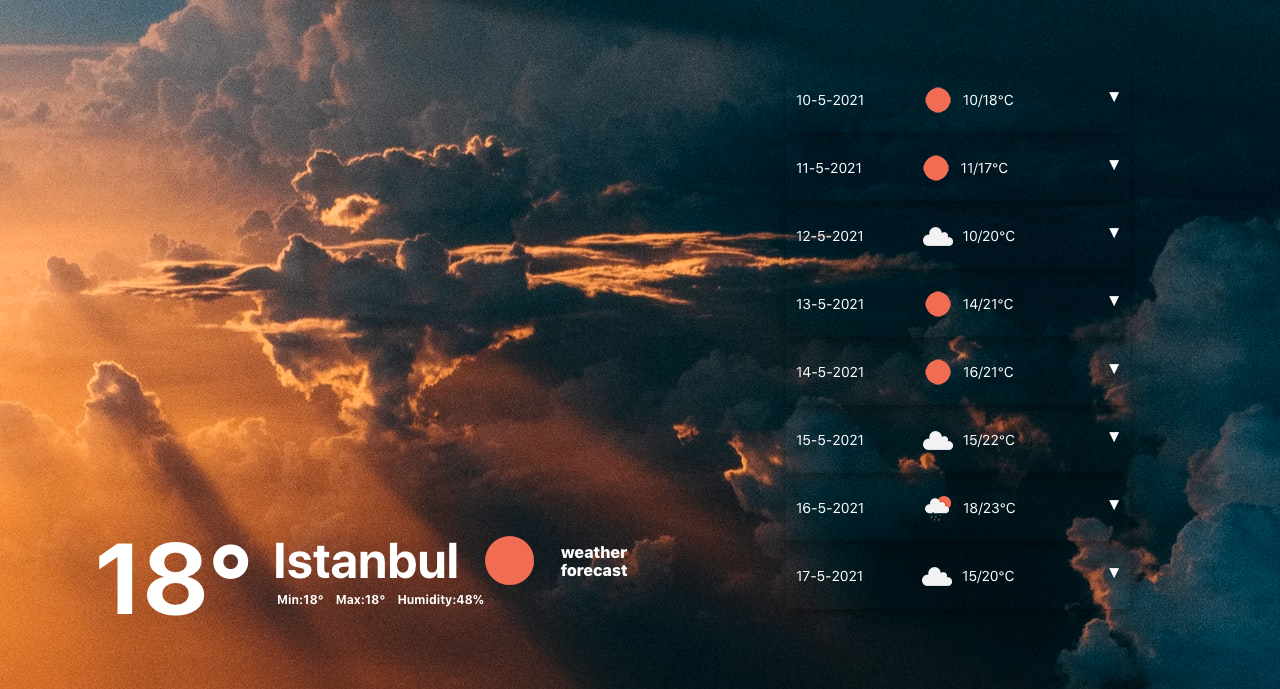 18° Istanbul
weather
forecast
Min:18° Max:18° Humidity:48%
10-5-2021 10/18°C
11-5-2021 11/17°C
12-5-2021 10/20°C
13-5-2021 14/21°C
14-5-2021 16/21°C
15-5-2021 15/22°C
16-5-2021 18/23°C
17-5-2021 15/20°C